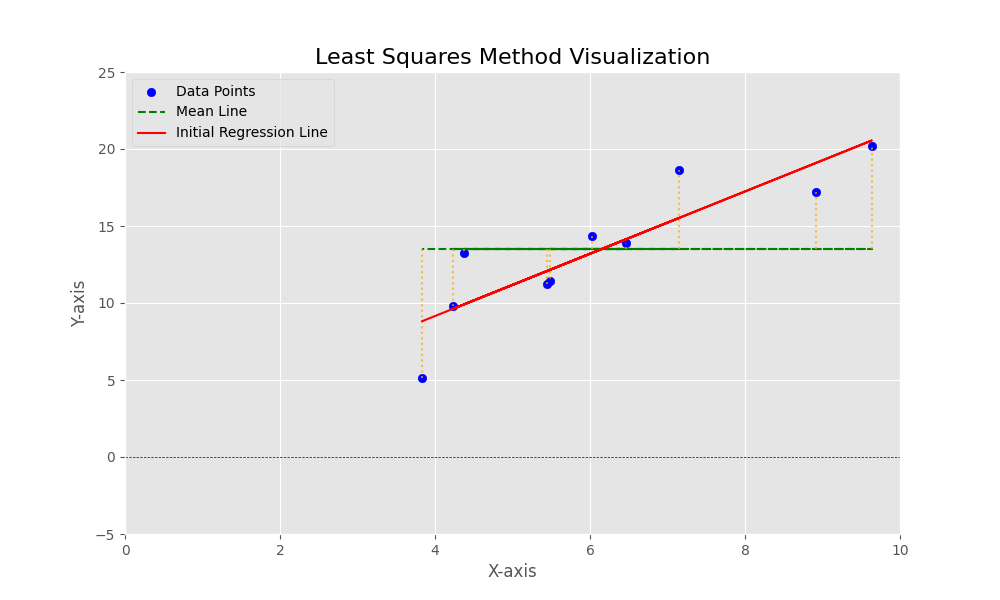 Least Squares Method Visualization
Data Points
Mean Line
Initial Regression Line
25
20
15
10
5
0
−5
Y-axis
0 2 4 6 8 10
X-axis